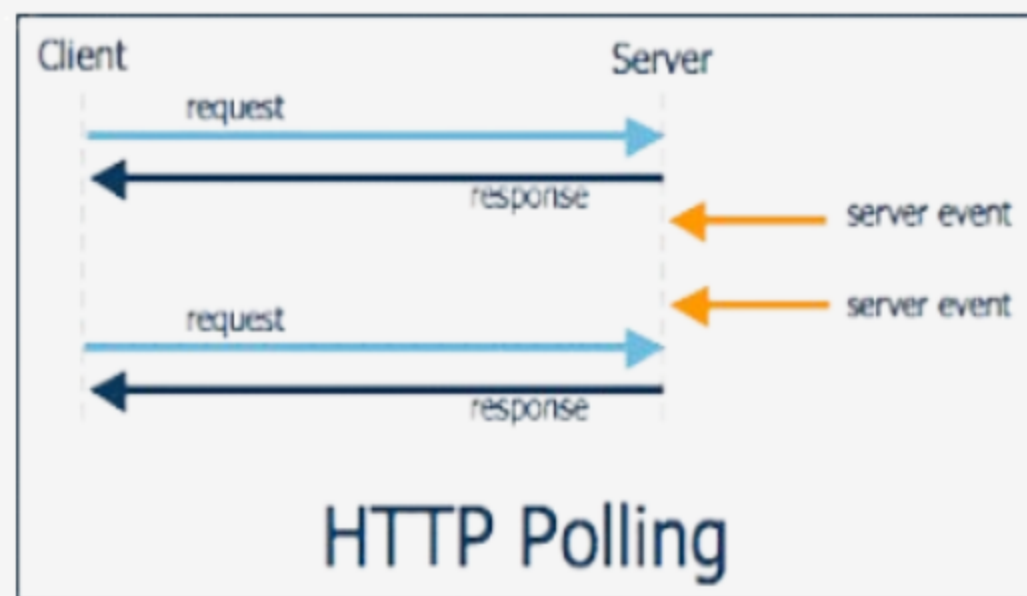 Client
Server
request
response
server event
server event
request
response
HTTP Polling